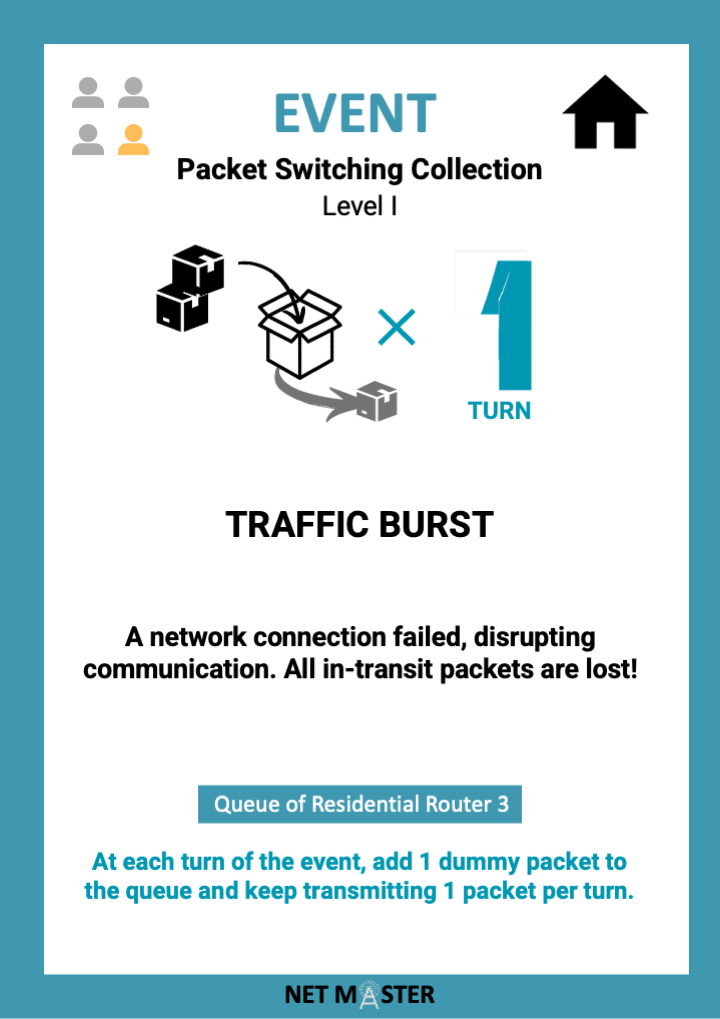 EVENT
Packet Switching Collection
Level I
1
TURN
TRAFFIC BURST
A network connection failed, disrupting
communication. All in-transit packets are lost!
Queue of Residential Router 3
At each turn of the event, add 1 dummy packet to
the queue and keep transmitting 1 packet per turn.
NET MASTER